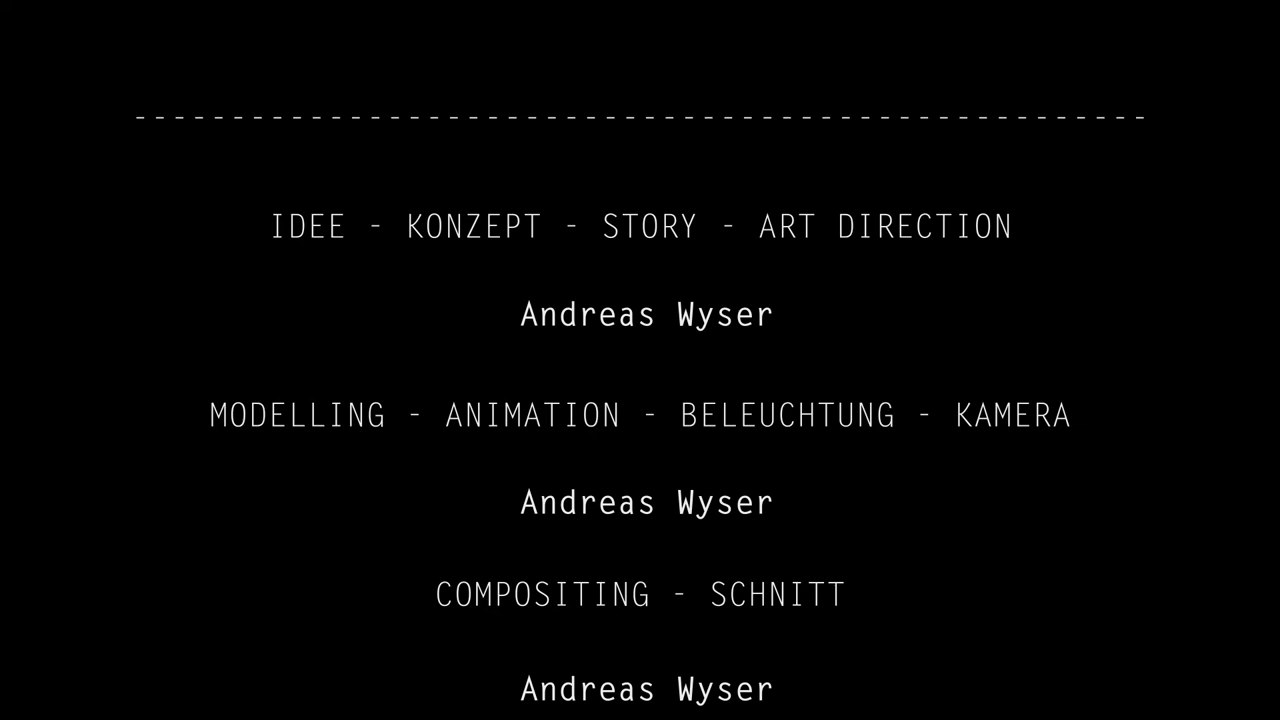 ----------------------------------------------------
IDEE - KONZEPT - STORY - ART DIRECTION
Andreas Wyser
MODELLING - ANIMATION - BELEUCHTUNG - KAMERA
Andreas Wyser
COMPOSITING - SCHNITT
Andreas Wyser